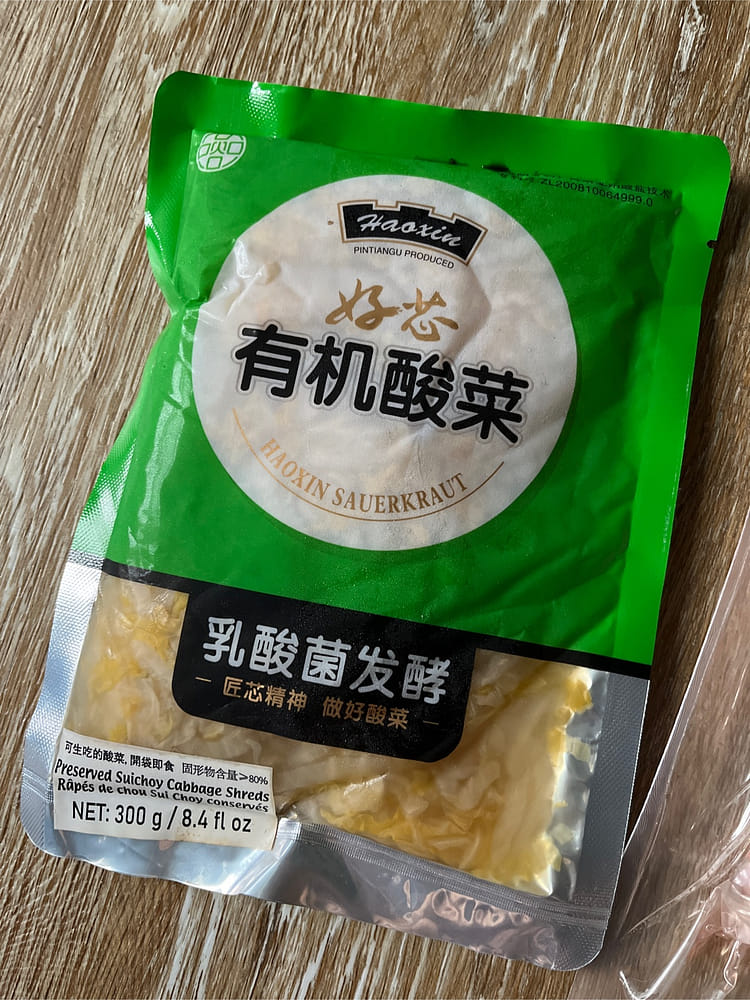 ZL200810064999.0
Haoxin
PINTIANGU PRODUCED
好芯
有机酸菜
HAOXIN SAUERKRAUT
乳酸菌发酵
匠芯精神 做好酸菜
可生吃的酸菜, 開袋即食 固形物含量≥80%
Preserved Suichoy Cabbage Shreds
Râpés de chou Sui Choy conservés
NET: 300 g / 8.4 fl oz